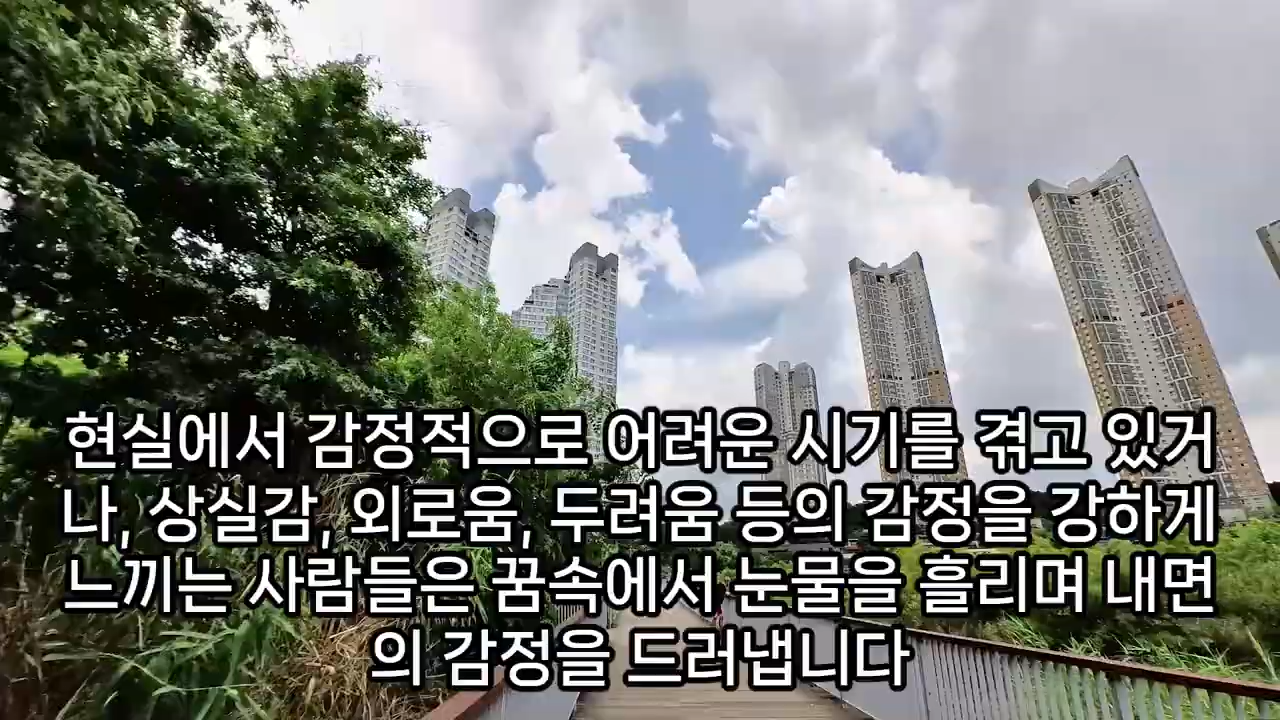 현실에서 감정적으로 어려운 시기를 겪고 있거
나, 상실감, 외로움, 두려움 등의 감정을 강하게
느끼는 사람들은 꿈속에서 눈물을 흘리며 내면
의 감정을 드러냅니다